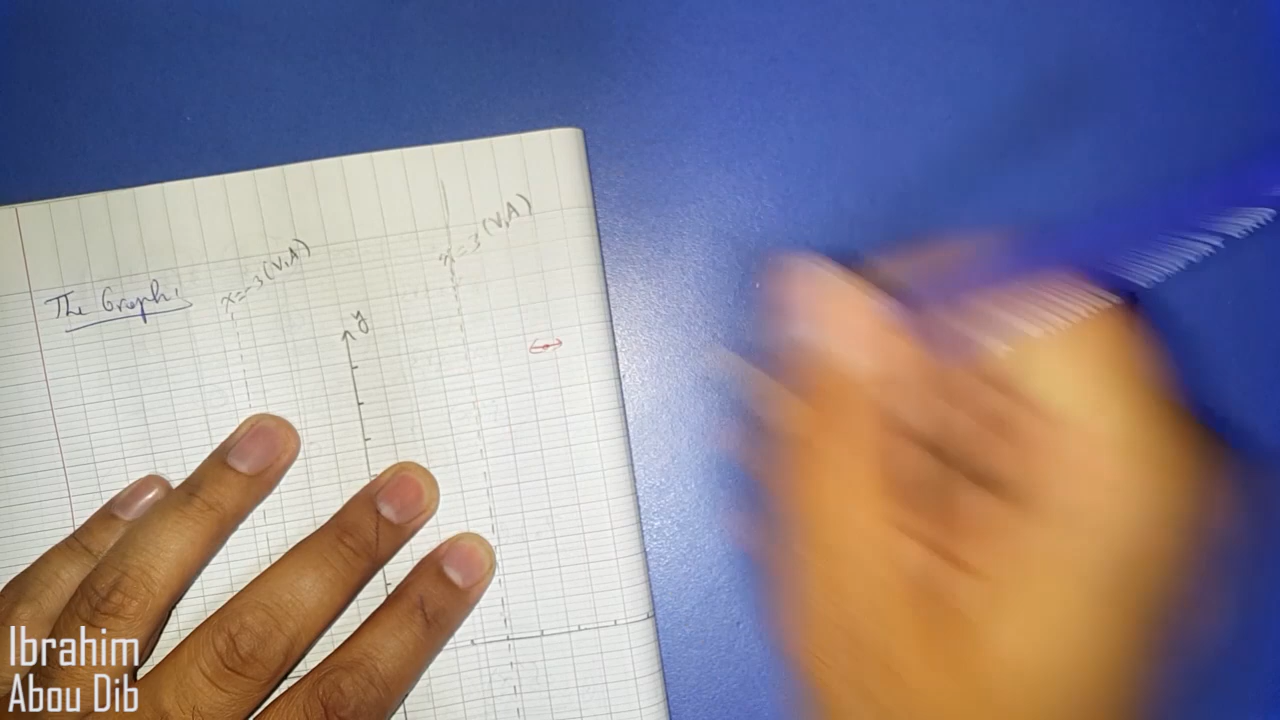 The Graph:
x=-3 (V.A)
x=3 (V.A)
y
Ibrahim
Abou Dib